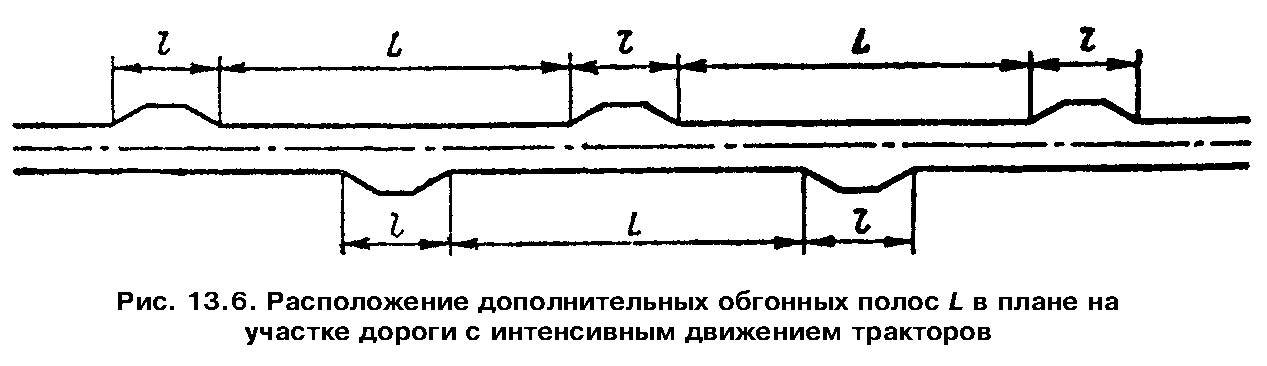 l L l L l
l L l
Рис. 13.6. Расположение дополнительных обгонных полос L в плане на
участке дороги с интенсивным движением тракторов